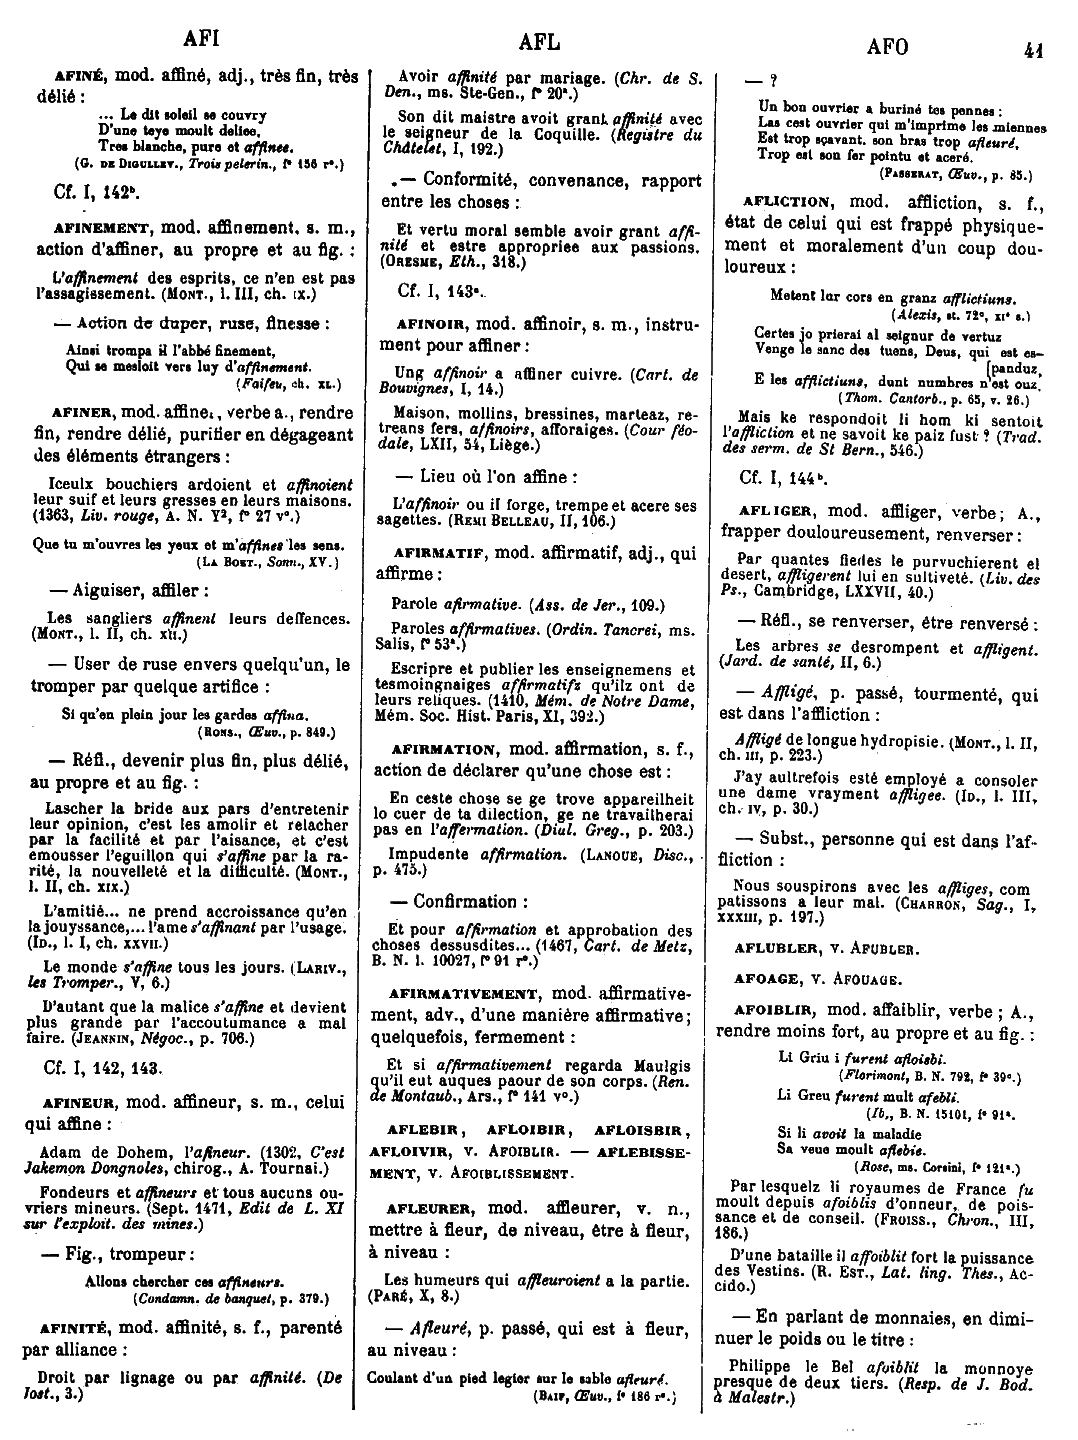 AFI
AFL
AFO
41
AFINÉ, mod. affiné, adj., très fin, très
délié :
... Le dit soleil se couvry
D'une teye moult deliee,
Tres blanche, pure et affinee.
(G. DE DIGULLEV., Trois pelerin., f° 156 r°.)
Cf. I, 142ᵇ.
AFINEMENT, mod. affinement, s. m.,
action d'affiner, au propre et au fig. :
L'affinement des esprits, ce n'en est pas
l'assagissement. (MONT., l. III, ch. IX.)
— Action de duper, ruse, finesse :
Ainsi trompa il l'abbé finement,
Qui se mesloit vers luy d'affinement.
(Faifeu, ch. XL.)
AFINER, mod. affiner, verbe a., rendre
fin, rendre délié, purifier en dégageant
des éléments étrangers :
Iceulx bouchiers ardoient et affinoient
leur suif et leurs gresses en leurs maisons.
(1363, Liv. rouge, A. N. Y², f° 27 v°.)
Que tu m'ouvres les yeux et m'affines les sens.
(LA BOET., Sonn., XV.)
— Aiguiser, affiler :
Les sangliers affinent leurs deffences.
(MONT., l. II, ch. XII.)
— User de ruse envers quelqu'un, le
tromper par quelque artifice :
Si qu'en plein jour les gardes affina.
(RONS., Œuv., p. 849.)
— Réfl., devenir plus fin, plus délié,
au propre et au fig. :
Lascher la bride aux pars d'entretenir
leur opinion, c'est les amolir et relacher
par la facilité et par l'aisance, et c'est
emousser l'eguillon qui s'affine par la ra-
rité, la nouvelleté et la difficulté. (MONT.,
l. II, ch. XIX.)
L'amitié... ne prend accroissance qu'en
la jouyssance,... l'ame s'affinant par l'usage.
(ID., l. I, ch. XXVII.)
Le monde s'affine tous les jours. (LARIV.,
les Tromper., V, 6.)
D'autant que la malice s'affine et devient
plus grande par l'accoutumance a mal
faire. (JEANNIN, Négoc., p. 706.)
Cf. I, 142, 143.
AFINEUR, mod. affineur, s. m., celui
qui affine :
Adam de Dohem, l'afineur. (1302, C'est
Jakemon Dongnoles, chirog., A. Tournai.)
Fondeurs et affineurs et tous aucuns ou-
vriers mineurs. (Sept. 1471, Edit de L. XI
sur l'exploit. des mines.)
— Fig., trompeur :
Allons chercher ces affineurs.
(Condamn. de banquet, p. 379.)
AFINITÉ, mod. affinité, s. f., parenté
par alliance :
Droit par lignage ou par affinité. (De
Jost., 3.)
Avoir affinité par mariage. (Chr. de S.
Den., ms. Ste-Gen., f° 20ᵃ.)
Son dit maistre avoit grant affinité avec
le seigneur de la Coquille. (Registre du
Châtelet, I, 192.)
— Conformité, convenance, rapport
entre les choses :
Et vertu moral semble avoir grant affi-
nité et estre appropriee aux passions.
(ORESME, Eth., 318.)
Cf. I, 143ᵃ.
AFINOIR, mod. affinoir, s. m., instru-
ment pour affiner :
Ung affinoir a affiner cuivre. (Cart. de
Bouvignes, I, 14.)
Maison, mollins, bressines, marteaz, re-
treans fers, affinoirs, afforaiges. (Cour féo-
dale, LXII, 54, Liège.)
— Lieu où l'on affine :
L'affinoir ou il forge, trempe et acere ses
sagettes. (REMI BELLEAU, II, 106.)
AFIRMATIF, mod. affirmatif, adj., qui
affirme :
Parole afirmative. (Ass. de Jer., 109.)
Paroles affirmatives. (Ordin. Tancrei, ms.
Salis, f° 53ᵃ.)
Escripre et publier les enseignemens et
tesmoingnaiges affirmatifz qu'ilz ont de
leurs reliques. (1410, Mém. de Notre Dame,
Mém. Soc. Hist. Paris, XI, 392.)
AFIRMATION, mod. affirmation, s. f.,
action de déclarer qu'une chose est :
En ceste chose se ge trove appareilheit
lo cuer de ta dilection, ge ne travailherai
pas en l'affermation. (Dial. Greg., p. 203.)
Impudente affirmation. (LANOUE, Disc.,
p. 475.)
— Confirmation :
Et pour affirmation et approbation des
choses dessusdites... (1467, Cart. de Metz,
B. N. l. 10027, f° 91 r°.)
AFIRMATIVEMENT, mod. affirmative-
ment, adv., d'une manière affirmative;
quelquefois, fermement :
Et si affirmativement regarda Maulgis
qu'il eut auques paour de son corps. (Ren.
de Montaub., Ars., f° 141 v°.)
AFLEBIR, AFLOIBIR, AFLOISBIR,
AFLOIVIR, V. AFOIBLIR. — AFLEBISSE-
MENT, V. AFOIBLISSEMENT.
AFLEURER, mod. affleurer, v. n.,
mettre à fleur, de niveau, être à fleur,
à niveau :
Les humeurs qui affleuroient a la partie.
(PARÉ, X, 8.)
— Afleuré, p. passé, qui est à fleur,
au niveau :
Coulant d'un pied legier sur le sable afleuré.
(BAIF, Œuv., f° 186 r°.)
— ?
Un bon ouvrier a buriné tes pennes :
Las cest ouvrier qui m'imprime les miennes
Est trop sçavant, son bras trop afleuré,
Trop est son fer pointu et aceré.
(PASSERAT, Œuv., p. 85.)
AFLICTION, mod. affliction, s. f.,
état de celui qui est frappé physique-
ment et moralement d'un coup dou-
loureux :
Metent lur cors en granz afflictiuns.
(Alexis, st. 72ᵉ, XIᵉ s.)
Certes jo prierai al seignur de vertuz
Venge le sanc des tuens, Deus, qui est es-
[panduz,
E les afflictiuns, dunt numbres n'est ouz.
(Thom. Cantorb., p. 65, v. 26.)
Mais ke respondoit li hom ki sentoit
l'affliction et ne savoit ke paiz fust ? (Trad.
des serm. de St Bern., 546.)
Cf. I, 144ᵇ.
AFLIGER, mod. affliger, verbe; A.,
frapper douloureusement, renverser :
Par quantes fiedes le purvuchierent el
desert, affligerent lui en sultiveté. (Liv. des
Ps., Cambridge, LXXVII, 40.)
— Réfl., se renverser, être renversé :
Les arbres se desrompent et affligent.
(Jard. de santé, II, 6.)
— Affligé, p. passé, tourmenté, qui
est dans l'affliction :
Affligé de longue hydropisie. (MONT., l. II,
ch. III, p. 223.)
J'ay aultrefois esté employé a consoler
une dame vrayment affligee. (ID., l. III,
ch. IV, p. 30.)
— Subst., personne qui est dans l'af-
fliction :
Nous souspirons avec les affliges, com
patissons a leur mal. (CHARRON, Sag., I,
XXXIII, p. 197.)
AFLUBLER, V. AFUBLER.
AFOAGE, V. AFOUAGE.
AFOIBLIR, mod. affaiblir, verbe ; A.,
rendre moins fort, au propre et au fig. :
Li Griu i furent afloisbi.
(Florimont, B. N. 792, f° 39ᶜ.)
Li Greu furent mult afebli.
(Ib., B. N. 15101, f° 91ᵃ.
Si li avoit la maladie
Sa veue moult aflebie.
(Rose, ms. Corsini, f° 121ᵃ.)
Par lesquelz li royaumes de France fu
moult depuis afoiblis d'onneur, de pois-
sance et de conseil. (FROISS., Chron., III,
186.)
D'une bataille il affoiblit fort la puissance
des Vestins. (R. EST., Lat. ling. Thes., Ac-
cido.)
— En parlant de monnaies, en dimi-
nuer le poids ou le titre :
Philippe le Bel afoiblit la monnoye
presque de deux tiers. (Resp. de J. Bod.
à Malestr.)